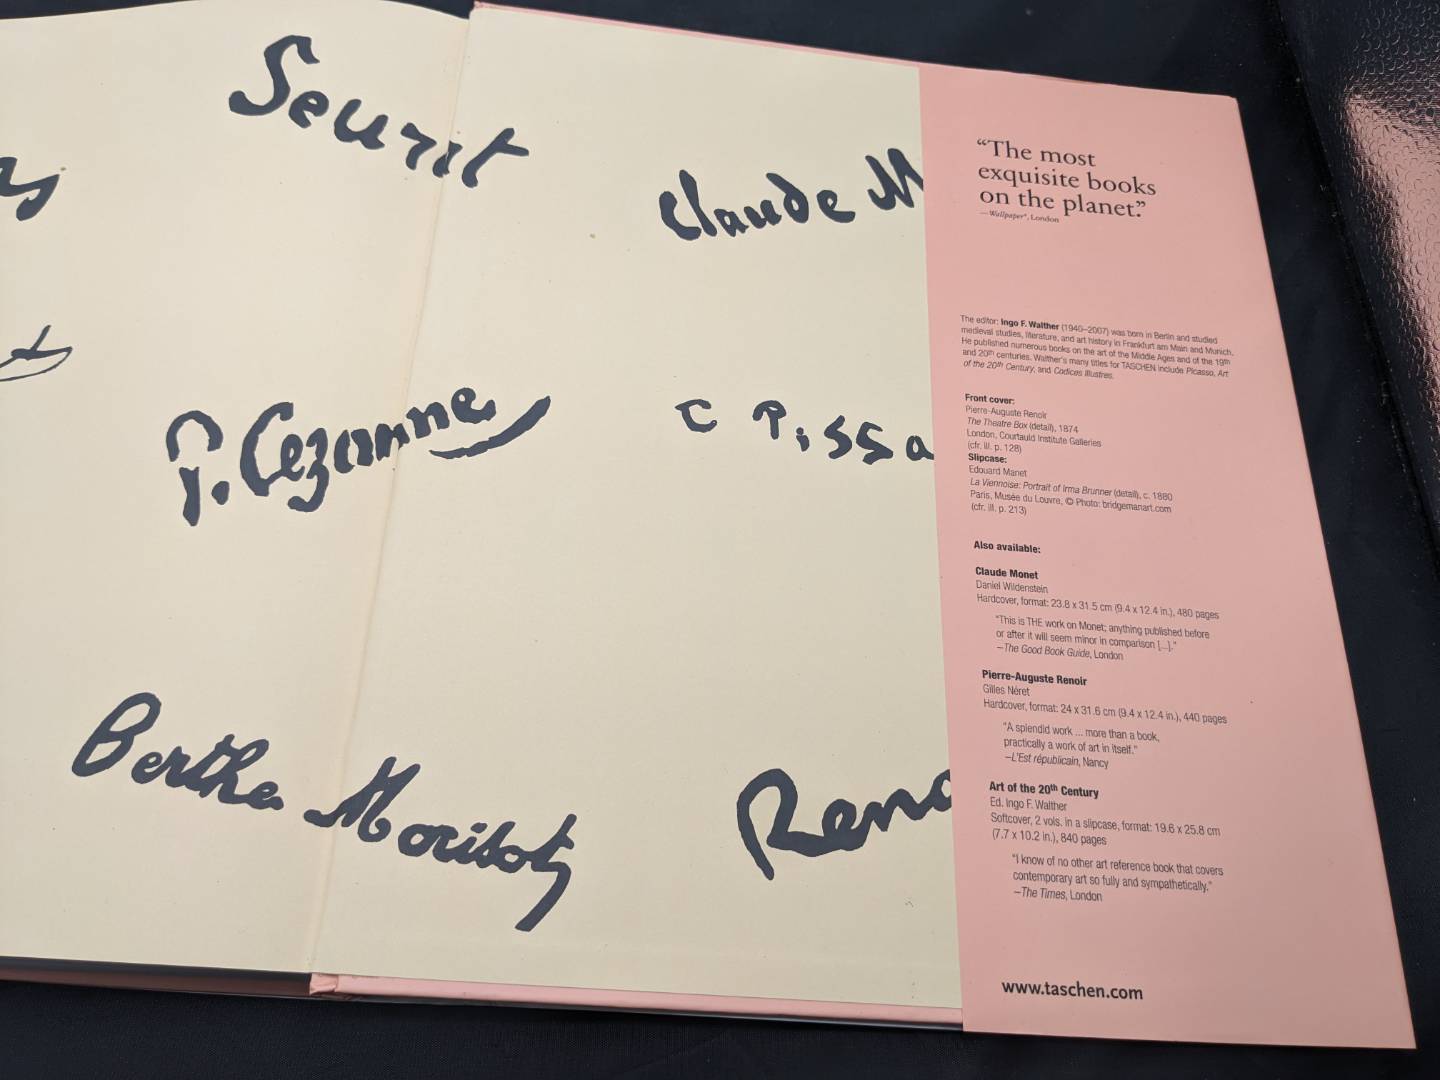 Seurat
Claude M
P. Cezanne
C Pissa
Berthe Morisot
Reno
“The most
exquisite books
on the planet.”
—Wallpaper*, London
The editor: Ingo F. Walther (1940–2007) was born in Berlin and studied
medieval studies, literature, and art history in Frankfurt am Main and Munich.
He published numerous books on the art of the Middle Ages and of the 19th
and 20th centuries. Walther's many titles for TASCHEN include Picasso, Art
of the 20th Century, and Codices Illustres.
Front cover:
Pierre-Auguste Renoir
The Theatre Box (detail), 1874
London, Courtauld Institute Galleries
(cfr. ill. p. 128)
Slipcase:
Edouard Manet
La Viennoise: Portrait of Irma Brunner (detail), c. 1880
Paris, Musée du Louvre, © Photo: bridgemanart.com
(cfr. ill. p. 213)
Also available:
Claude Monet
Daniel Wildenstein
Hardcover, format: 23.8 x 31.5 cm (9.4 x 12.4 in.), 480 pages
"This is THE work on Monet; anything published before
or after it will seem minor in comparison [...]."
—The Good Book Guide, London
Pierre-Auguste Renoir
Gilles Néret
Hardcover, format: 24 x 31.6 cm (9.4 x 12.4 in.), 440 pages
"A splendid work ... more than a book,
practically a work of art in itself."
—L'Est républicain, Nancy
Art of the 20th Century
Ed. Ingo F. Walther
Softcover, 2 vols. in a slipcase, format: 19.6 x 25.8 cm
(7.7 x 10.2 in.), 840 pages
"I know of no other art reference book that covers
contemporary art so fully and sympathetically."
—The Times, London
www.taschen.com